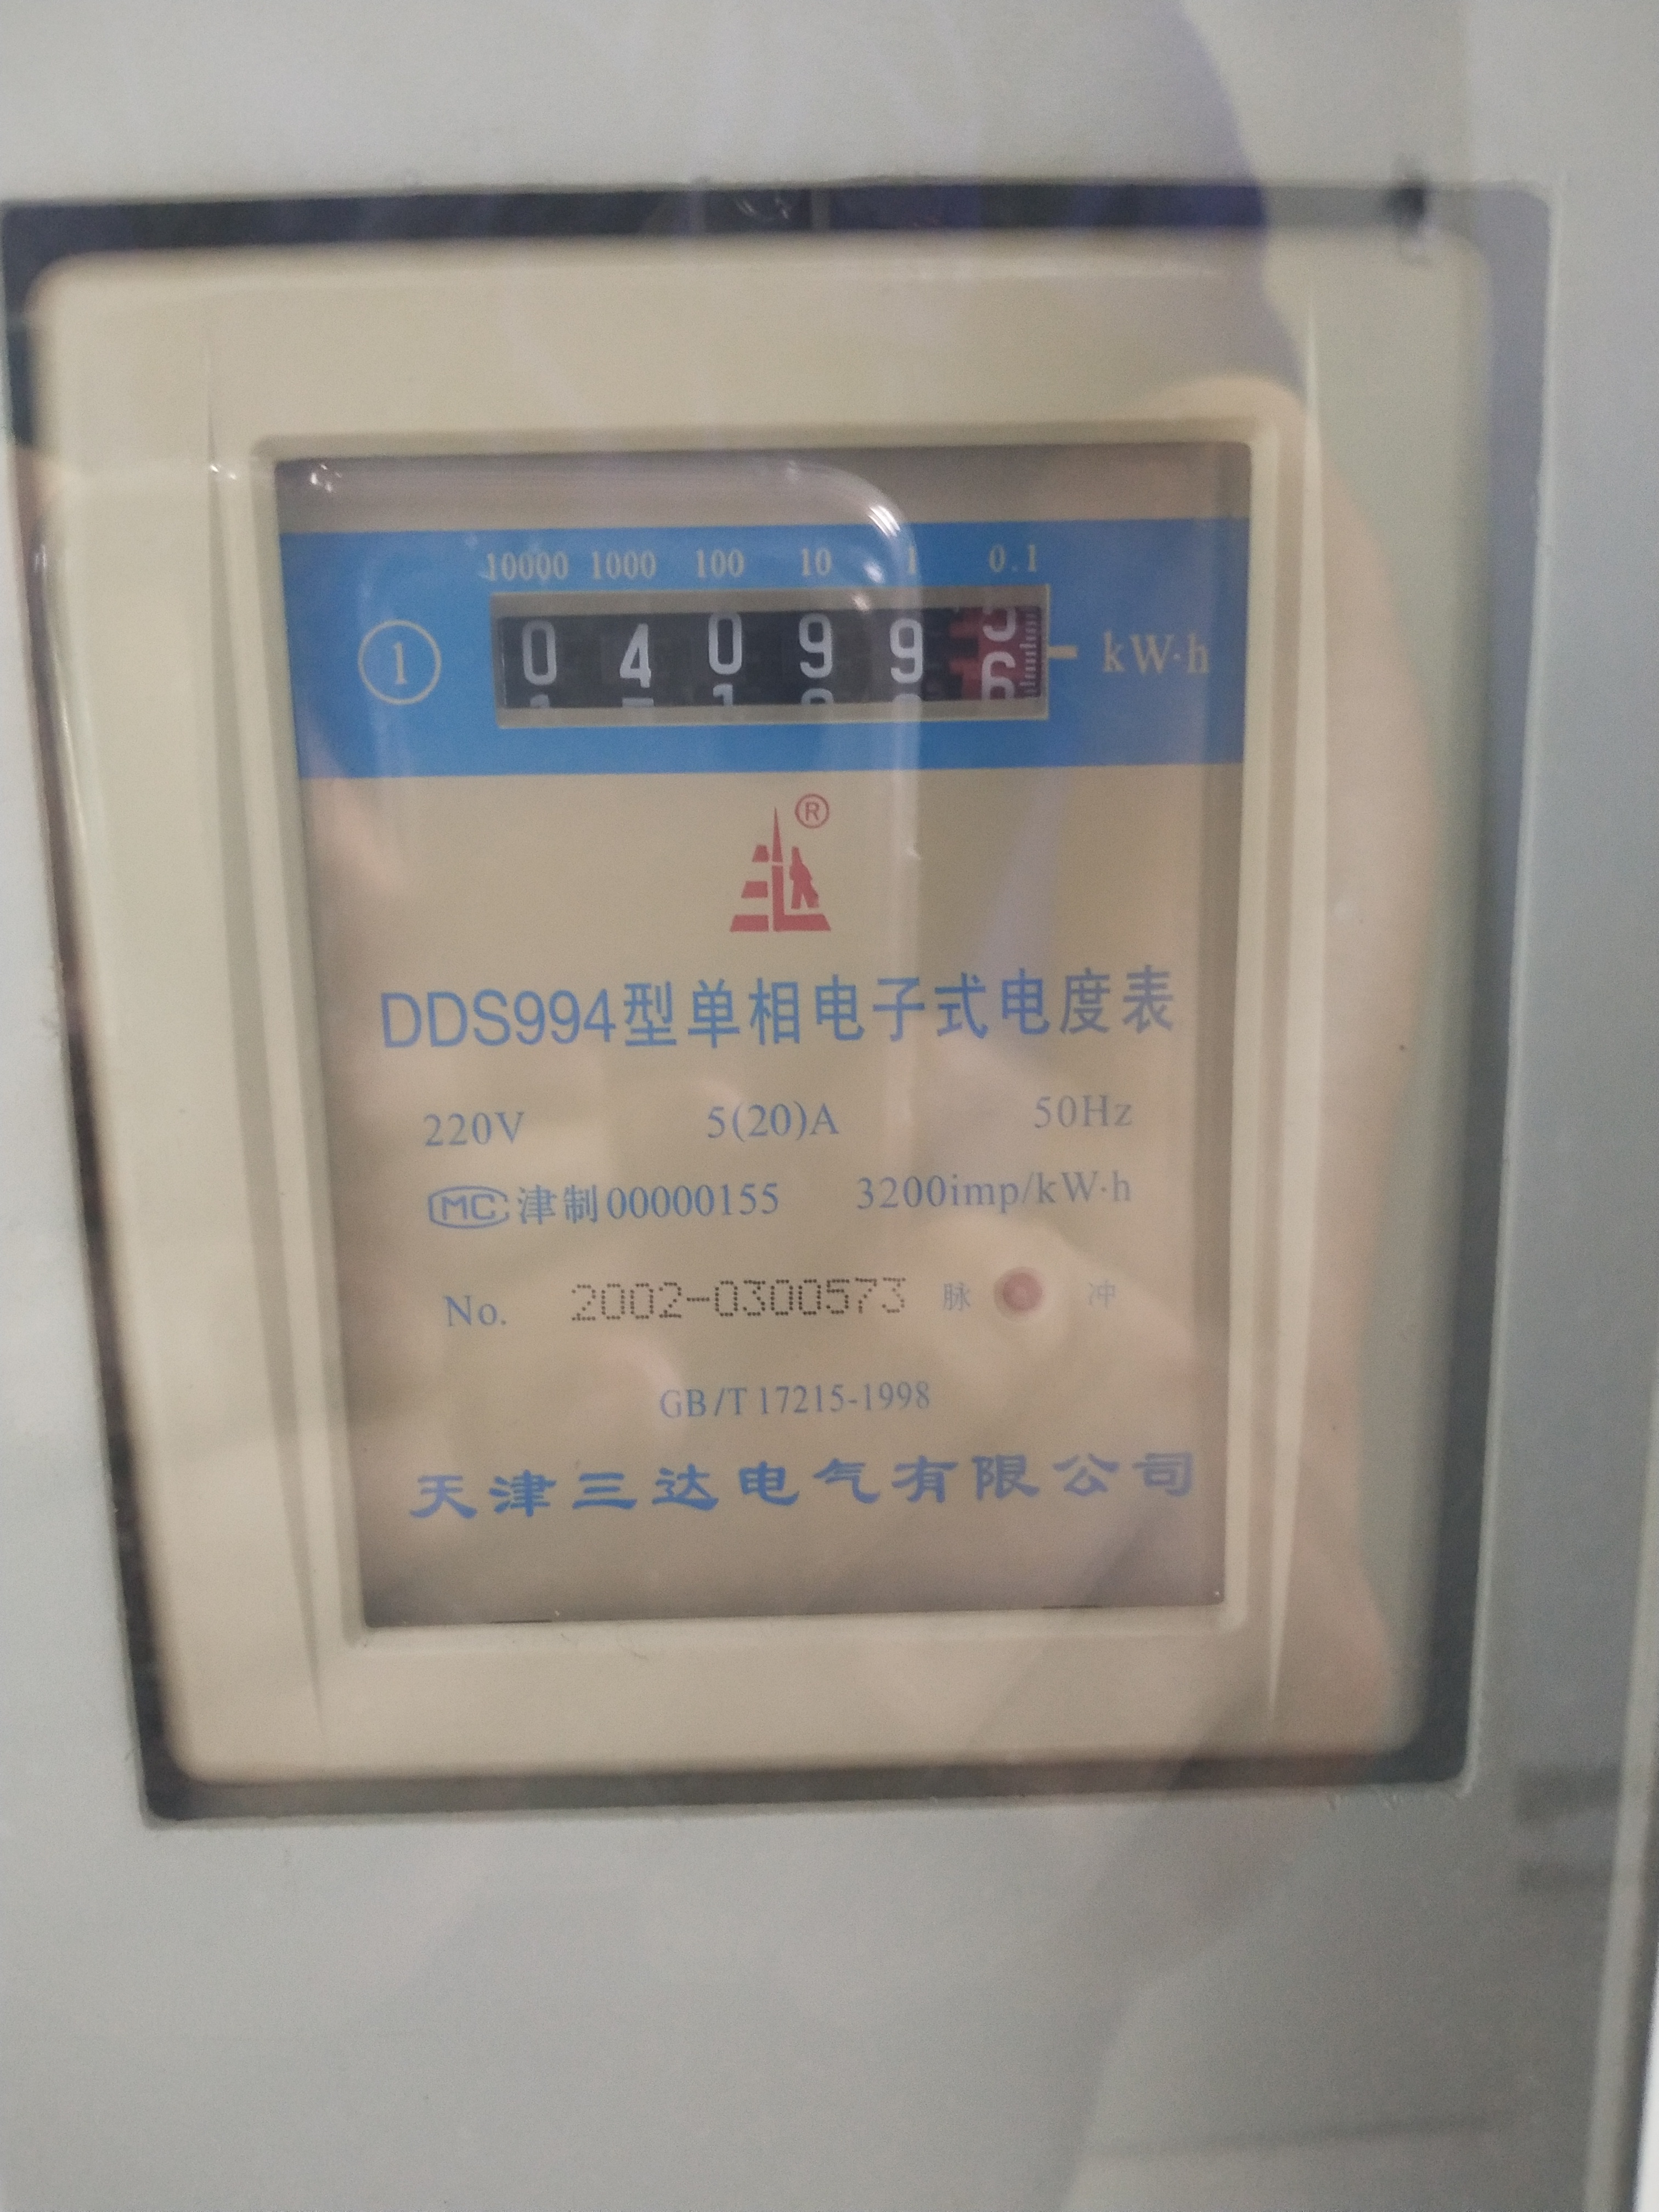 10000 1000 100 10 1 0.1
1 0 4 0 9 9 5 kW·h
6
®
DDS994型单相电子式电度表
220V 5(20)A 50Hz
MC 津制00000155 3200imp/kW·h
No. 2002-0300573 脉 冲
GB/T 17215-1998
天津三达电气有限公司